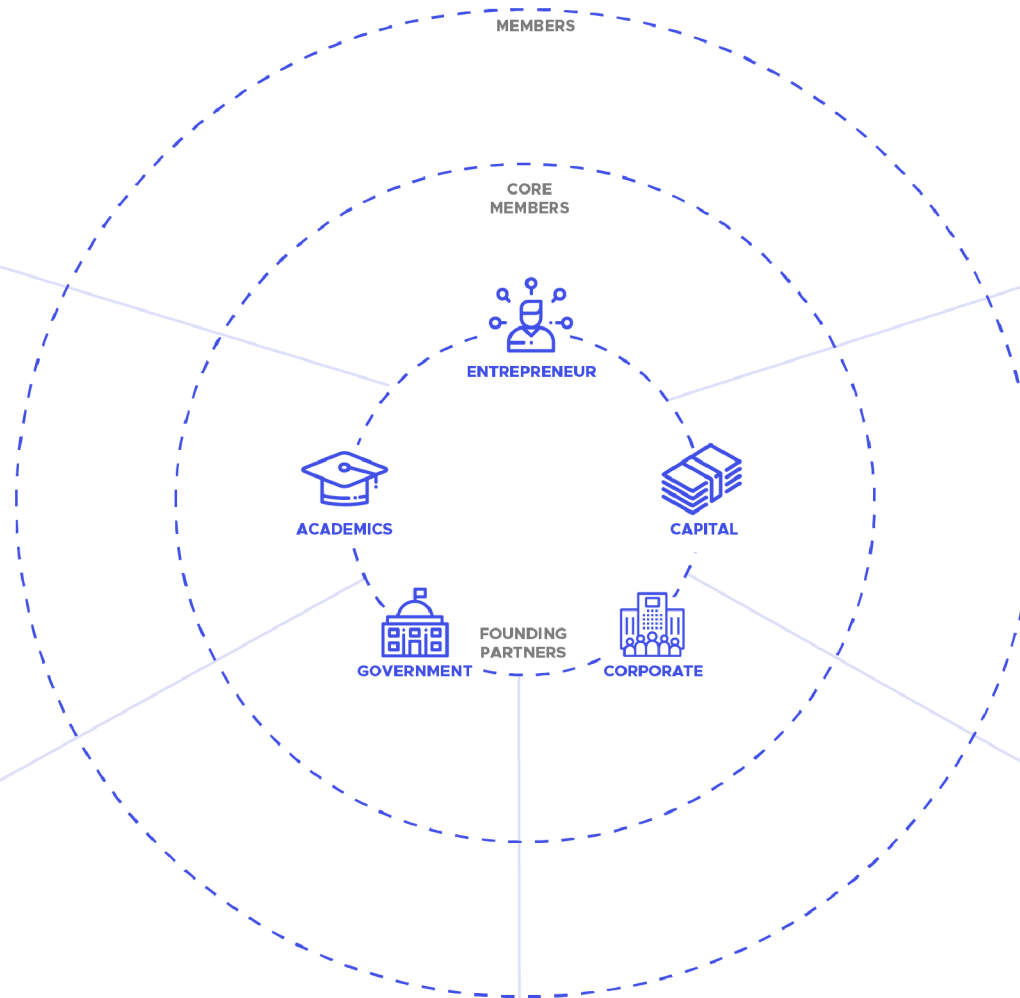 MEMBERS
CORE
MEMBERS
ENTREPRENEUR
ACADEMICS
CAPITAL
FOUNDING
PARTNERS
GOVERNMENT
CORPORATE